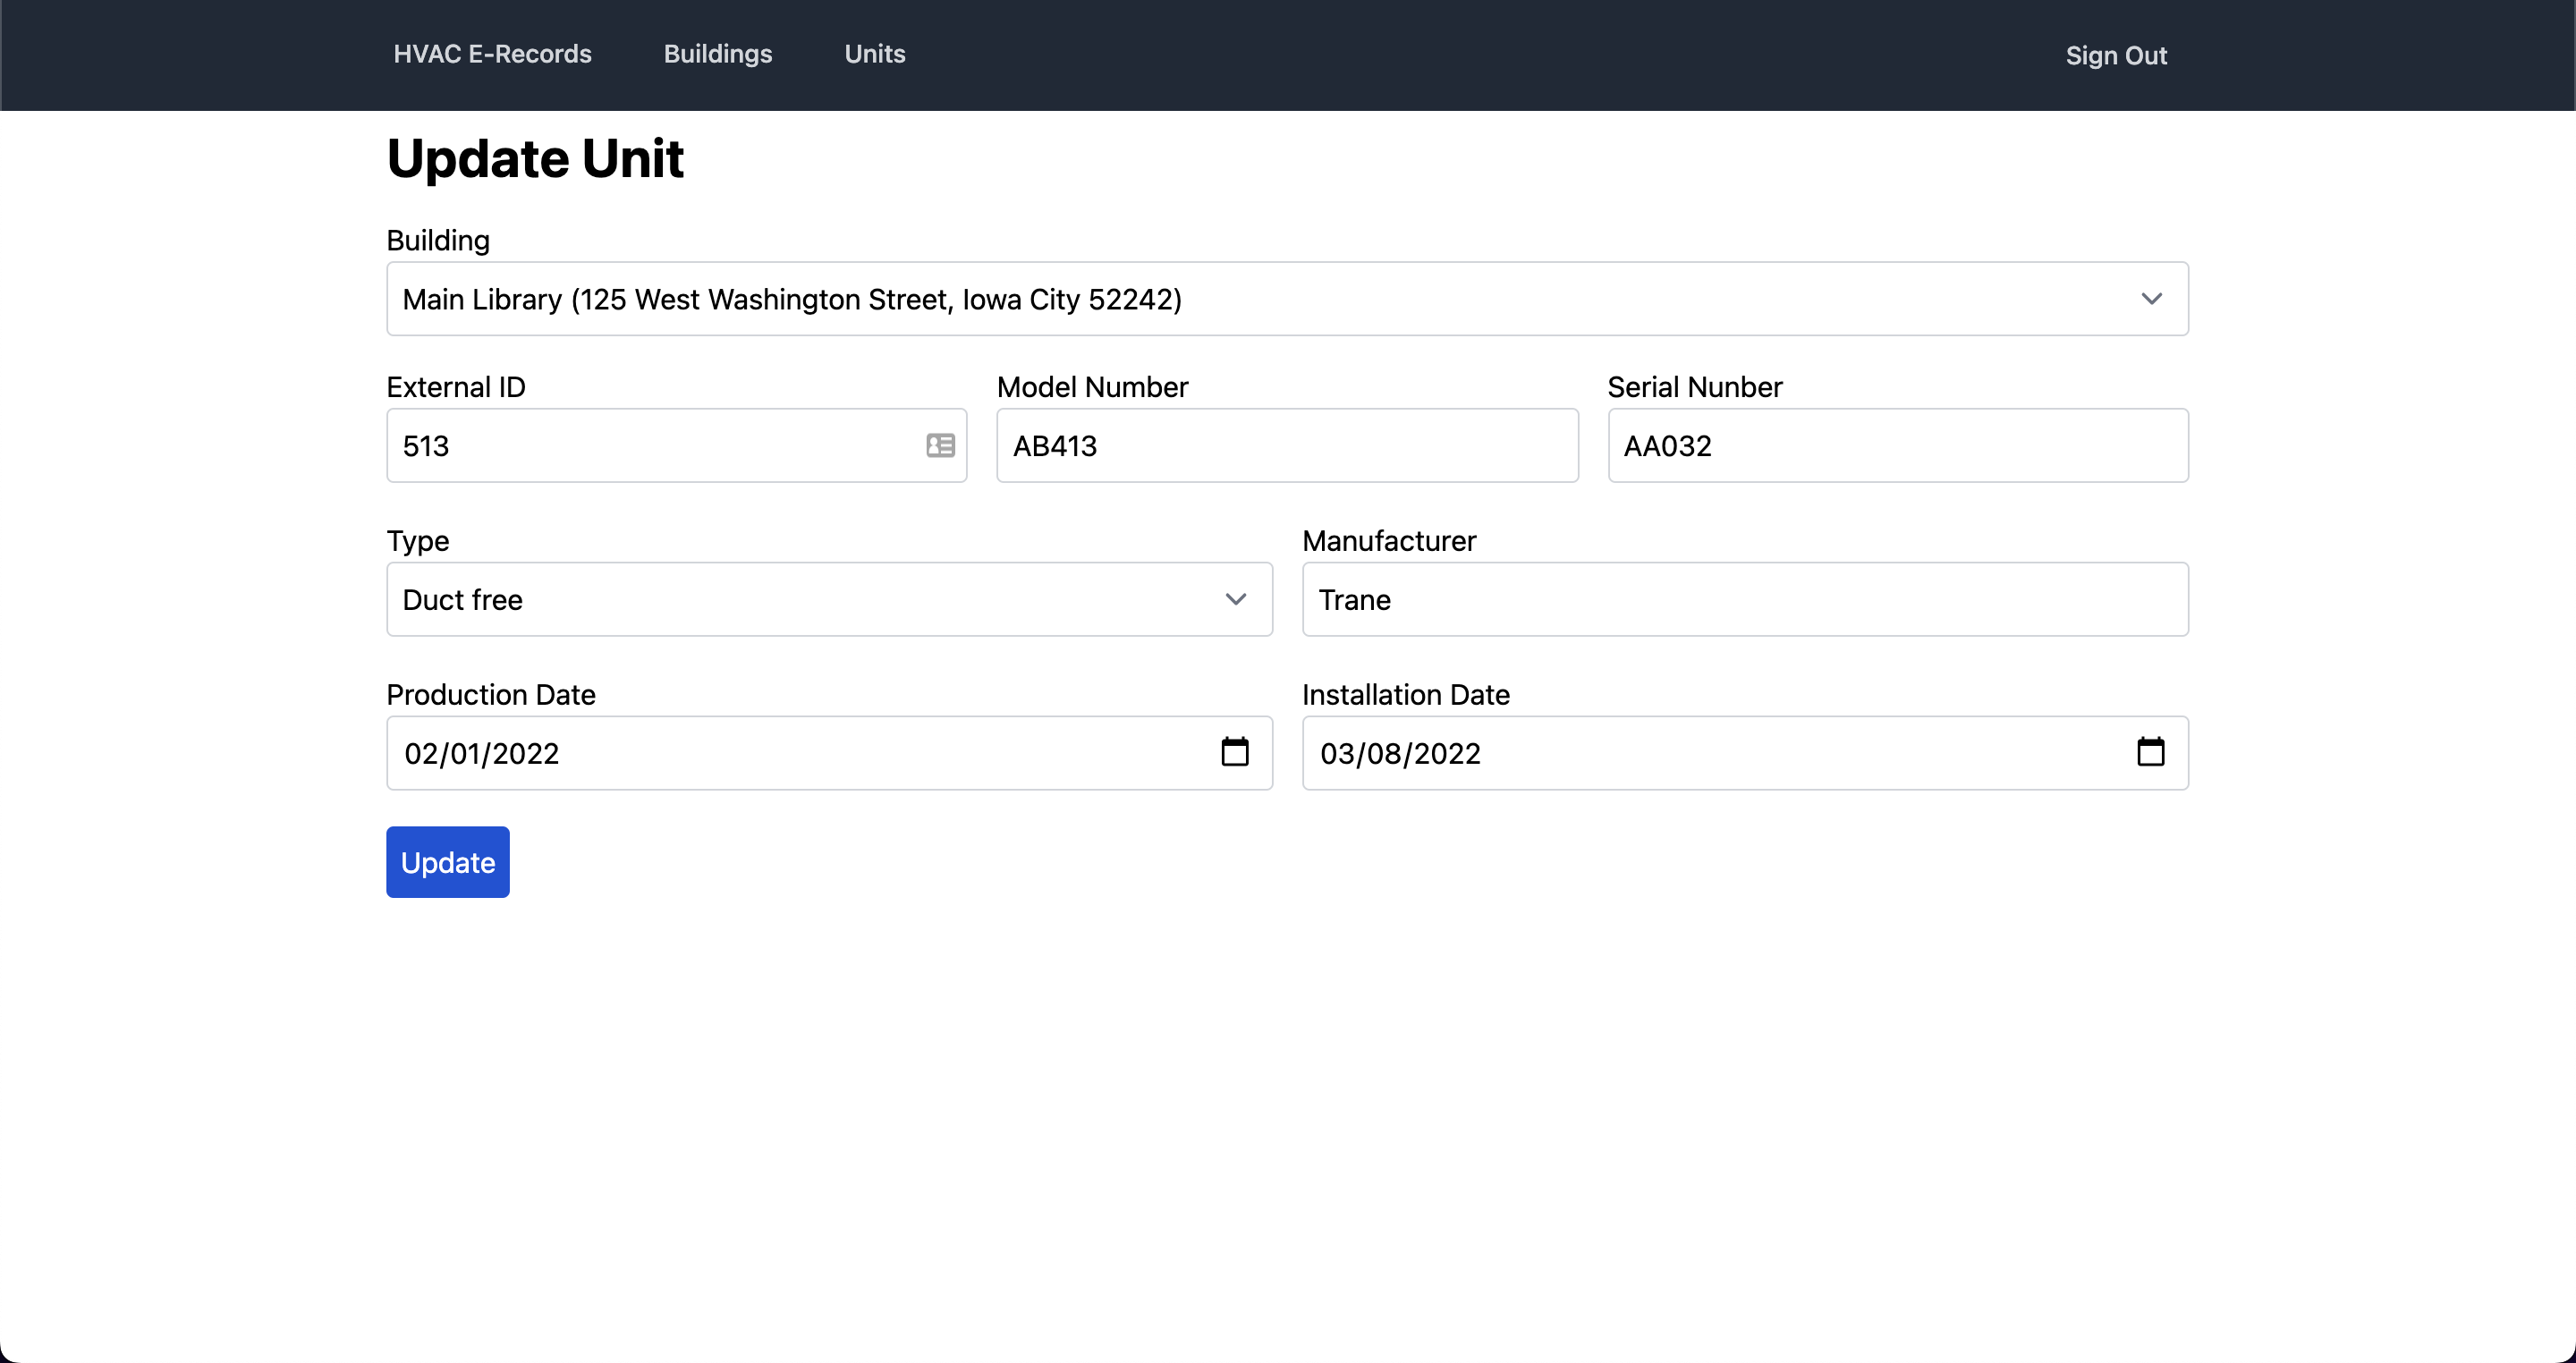 HVAC E-Records Buildings Units Sign Out
Update Unit
Building
Main Library (125 West Washington Street, Iowa City 52242)
External ID Model Number Serial Nunber
513 AB413 AA032
Type Manufacturer
Duct free Trane
Production Date Installation Date
02/01/2022 03/08/2022
Update